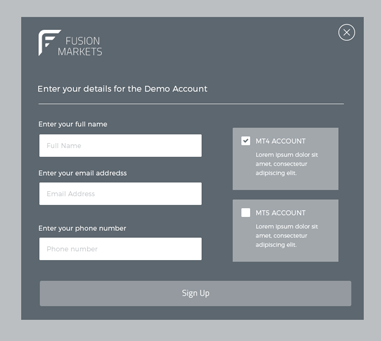 FUSION
MARKETS
Enter your details for the Demo Account
Enter your full name
Full Name
Enter your email addredss
Email Address
Enter your phone number
Phone number
MT4 ACCOUNT
Lorem ipsum dolor sit
amet, consectetur
adipiscing elit.
MT5 ACCOUNT
Lorem ipsum dolor sit
amet, consectetur
adipiscing elit.
Sign Up